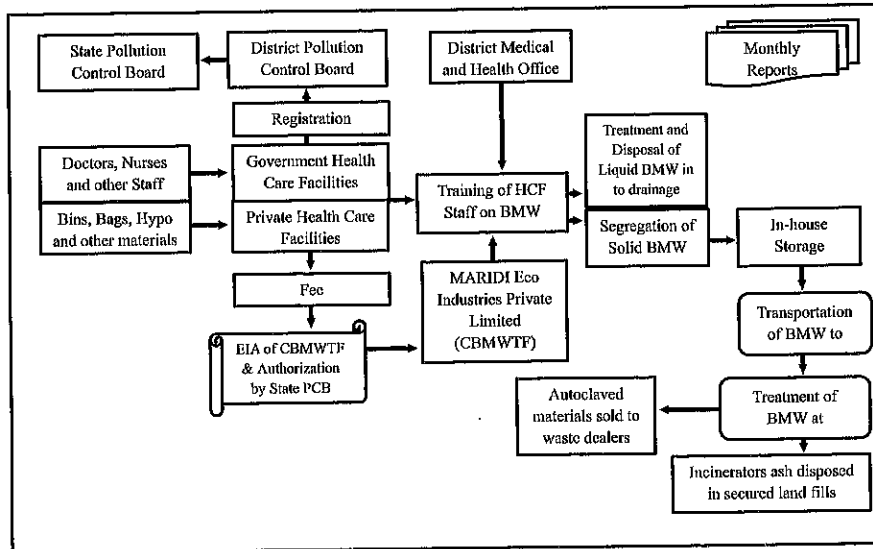 State Pollution
Control Board
District Pollution
Control Board
District Medical
and Health Office
Monthly
Reports
Registration
Doctors, Nurses
and other Staff
Government Health
Care Facilities
Bins, Bags, Hypo
and other materials
Private Health Care
Facilities
Training of HCF
Staff on BMW
Treatment and
Disposal of
Liquid BMW in
to drainage
Segregation of
Solid BMW
In-house
Storage
Fee
MARIDI Eco
Industries Private
Limited
(CBMWTF)
EIA of CBMWTF
& Authorization
by State PCB
Transportation
of BMW to
Autoclaved
materials sold to
waste dealers
Treatment of
BMW at
Incinerators ash disposed
in secured land fills